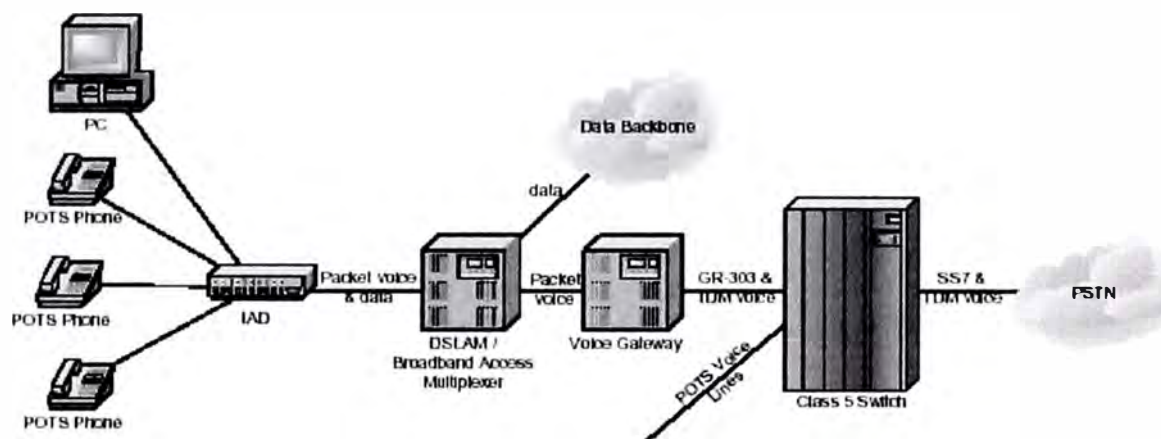 PC
POTS Phone
POTS Phone
POTS Phone
IAD
Packet voice
& data
DSLAM /
Broadband Access
Multiplexer
data
Data Backbone
Packet
voice
Voice Gateway
GR-303 &
TDM voice
POTS Voice
Lines
Class 5 Switch
SS7 &
TDM voice
PSTN